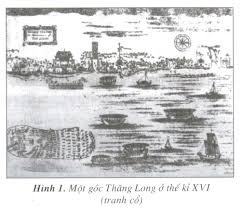 Hình 1. Một góc Thăng Long ở thế kỉ XVI
(tranh cổ)